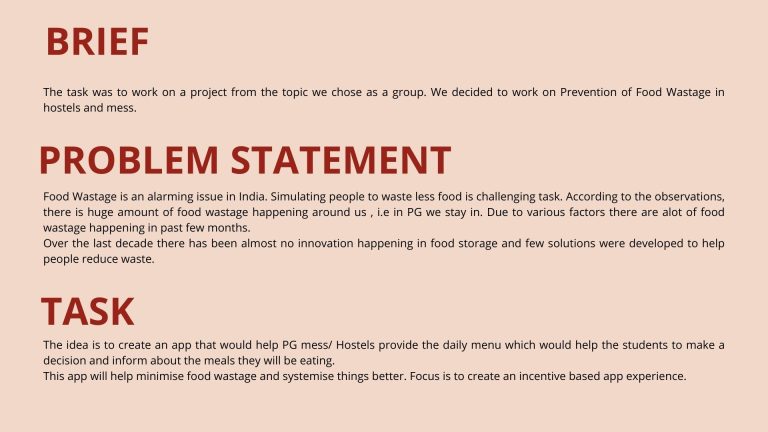 BRIEF
The task was to work on a project from the topic we chose as a group. We decided to work on Prevention of Food Wastage in
hostels and mess.
PROBLEM STATEMENT
Food Wastage is an alarming issue in India. Simulating people to waste less food is challenging task. According to the observations,
there is huge amount of food wastage happening around us , i.e in PG we stay in. Due to various factors there are alot of food
wastage happening in past few months.
Over the last decade there has been almost no innovation happening in food storage and few solutions were developed to help
people reduce waste.
TASK
The idea is to create an app that would help PG mess/ Hostels provide the daily menu which would help the students to make a
decision and inform about the meals they will be eating.
This app will help minimise food wastage and systemise things better. Focus is to create an incentive based app experience.